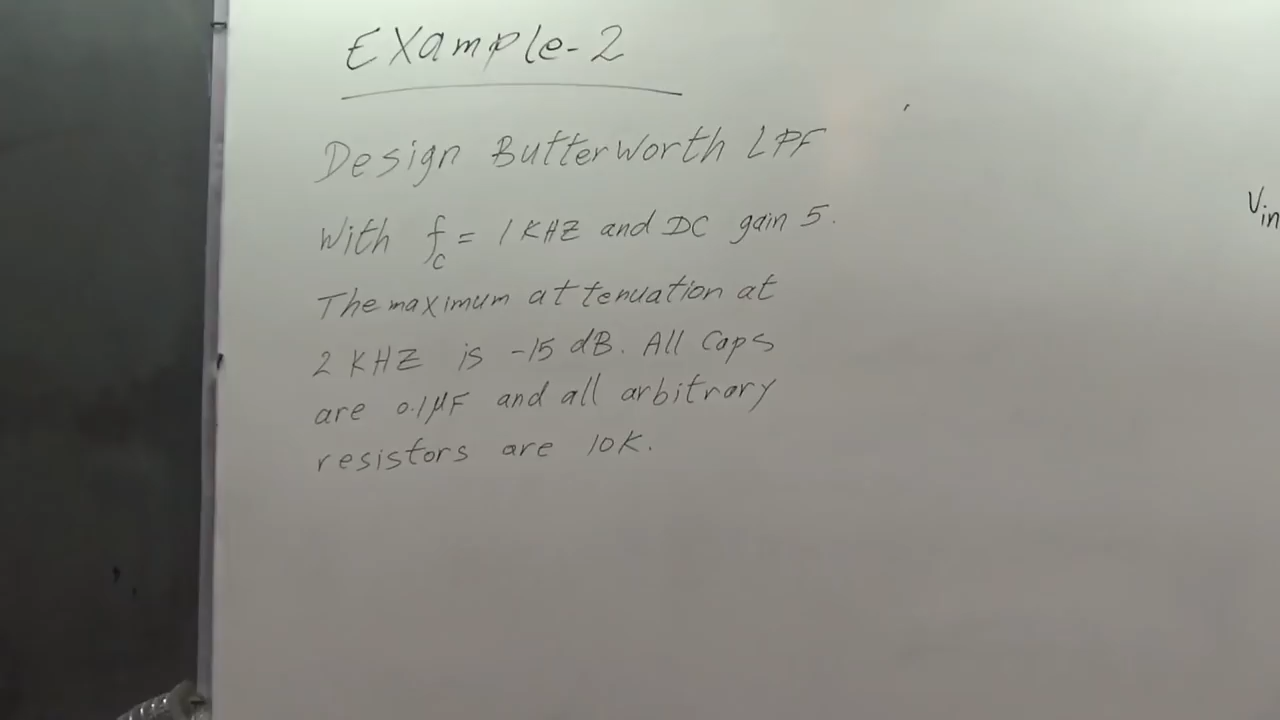 Example-2
Design Butterworth LPF
With fc = 1 KHZ and DC gain 5.
The maximum attenuation at
2 KHZ is -15 dB. All Caps
are 0.1μF and all arbitrary
resistors are 10K.
Vin